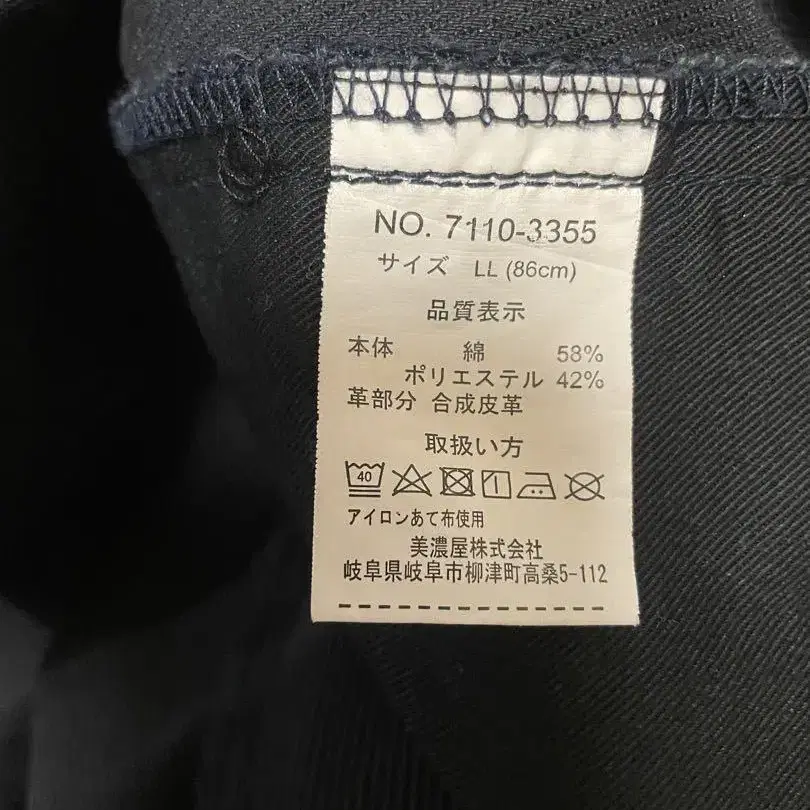 NO. 7110-3355
サイズ LL (86cm)
品質表示
本体 綿 58%
ポリエステル 42%
革部分 合成皮革
取扱い方
40
アイロンあて布使用
美濃屋株式会社
岐阜県岐阜市柳津町高桑5-112